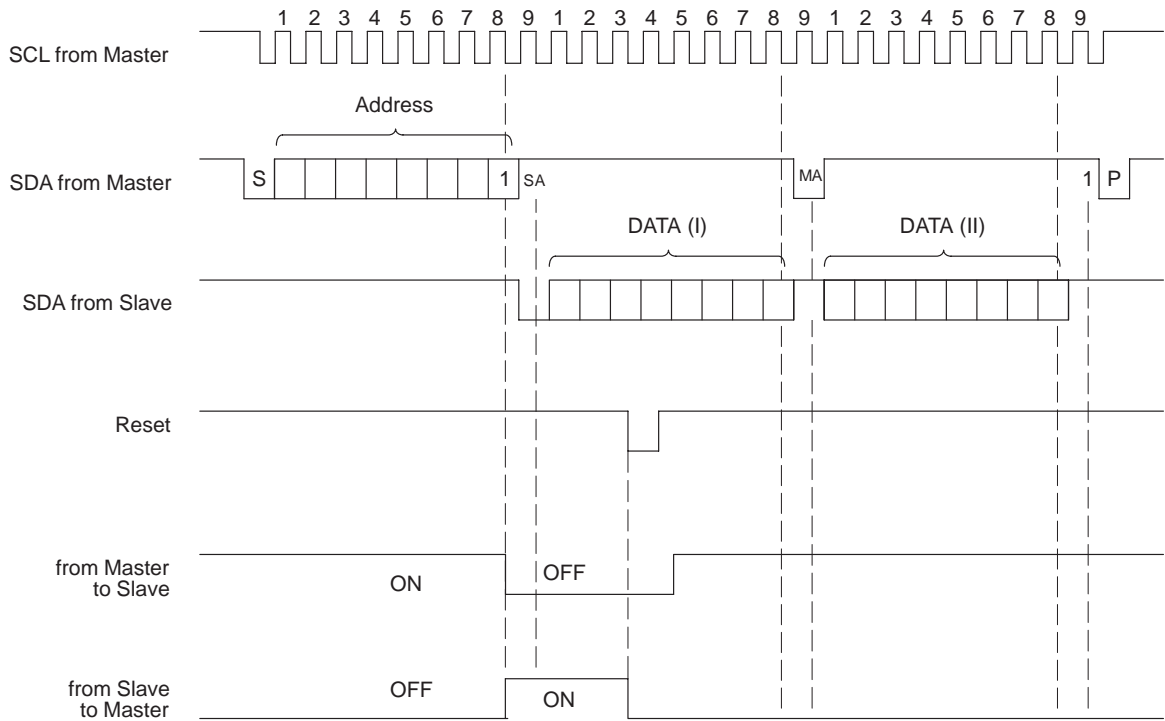 1 2 3 4 5 6 7 8 9 1 2 3 4 5 6 7 8 9 1 2 3 4 5 6 7 8 9
SCL from Master
Address
SDA from Master
S
1
SA
MA
1
P
DATA (I)
DATA (II)
SDA from Slave
Reset
from Master
to Slave
ON
OFF
from Slave
to Master
OFF
ON